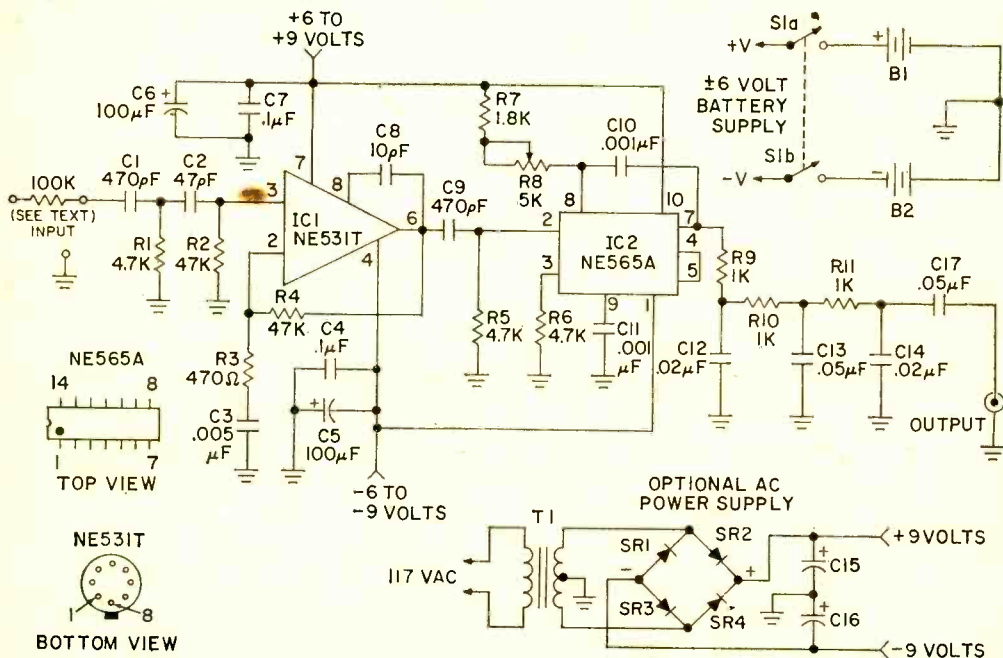 +6 TO
+9 VOLTS
C6
100µF
+
C7
.1µF
C8
10pF
R7
1.8K
R8
5K
C10
.001µF
S1a
+V
+
B1
±6 VOLT
BATTERY
SUPPLY
S1b
-V
-
B2
100K
(SEE TEXT)
INPUT
C1
470pF
C2
47pF
R1
4.7K
R2
47K
3
2
7
8
6
4
IC1
NE531T
C9
470pF
R4
47K
R3
470Ω
C3
.005
µF
C4
.1µF
+
C5
100µF
-6 TO
-9 VOLTS
R5
4.7K
R6
4.7K
2
3
8
10
7
4
5
9
1
IC2
NE565A
C11
.001
µF
R9
1K
R10
1K
R11
1K
C12
.02µF
C13
.05µF
C14
.02µF
C17
.05µF
OUTPUT
NE565A
14 8
1 7
TOP VIEW
NE531T
1 8
BOTTOM VIEW
OPTIONAL AC
POWER SUPPLY
T1
117 VAC
SR1
SR2
SR3
SR4
-
+
+
C15
+
C16
+9 VOLTS
-9 VOLTS